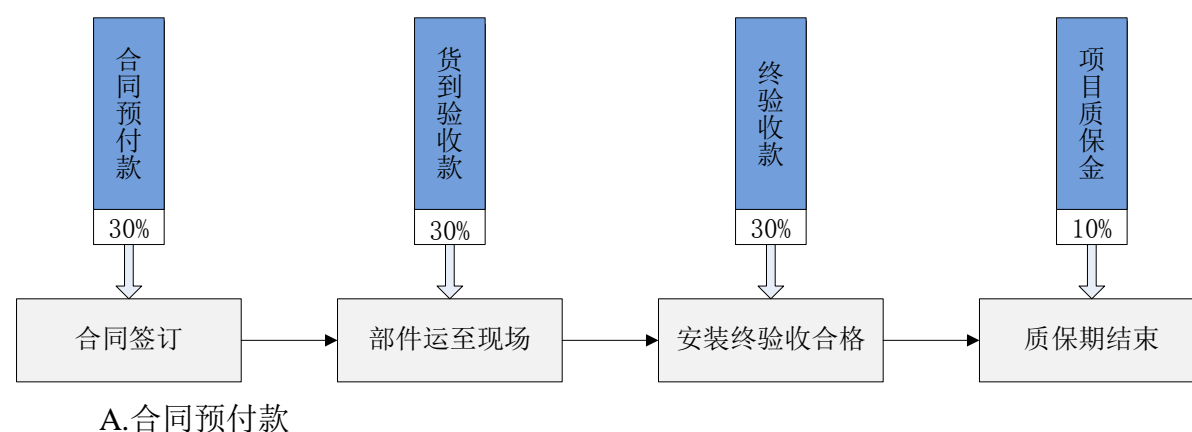 合同预付款
货到验收款
终验收款
项目质保金
30%
30%
30%
10%
合同签订
部件运至现场
安装终验收合格
质保期结束
A.合同预付款